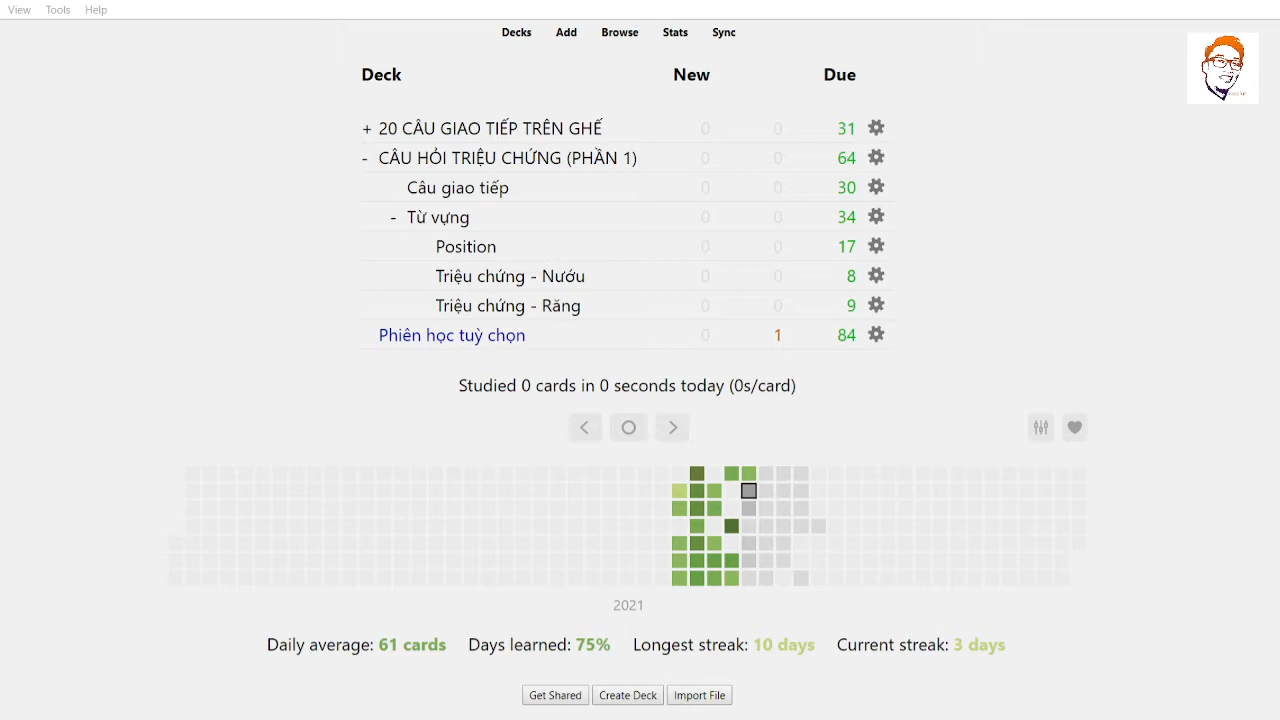 View Tools Help
Decks Add Browse Stats Sync
Deck New Due
+ 20 CÂU GIAO TIẾP TRÊN GHẾ 0 0 31
- CÂU HỎI TRIỆU CHỨNG (PHẦN 1) 0 0 64
Câu giao tiếp 0 0 30
- Từ vựng 0 0 34
Position 0 0 17
Triệu chứng - Nướu 0 0 8
Triệu chứng - Răng 0 0 9
Phiên học tuỳ chọn 0 1 84
Studied 0 cards in 0 seconds today (0s/card)
2021
Daily average: 61 cards Days learned: 75% Longest streak: 10 days Current streak: 3 days
Get Shared Create Deck Import File